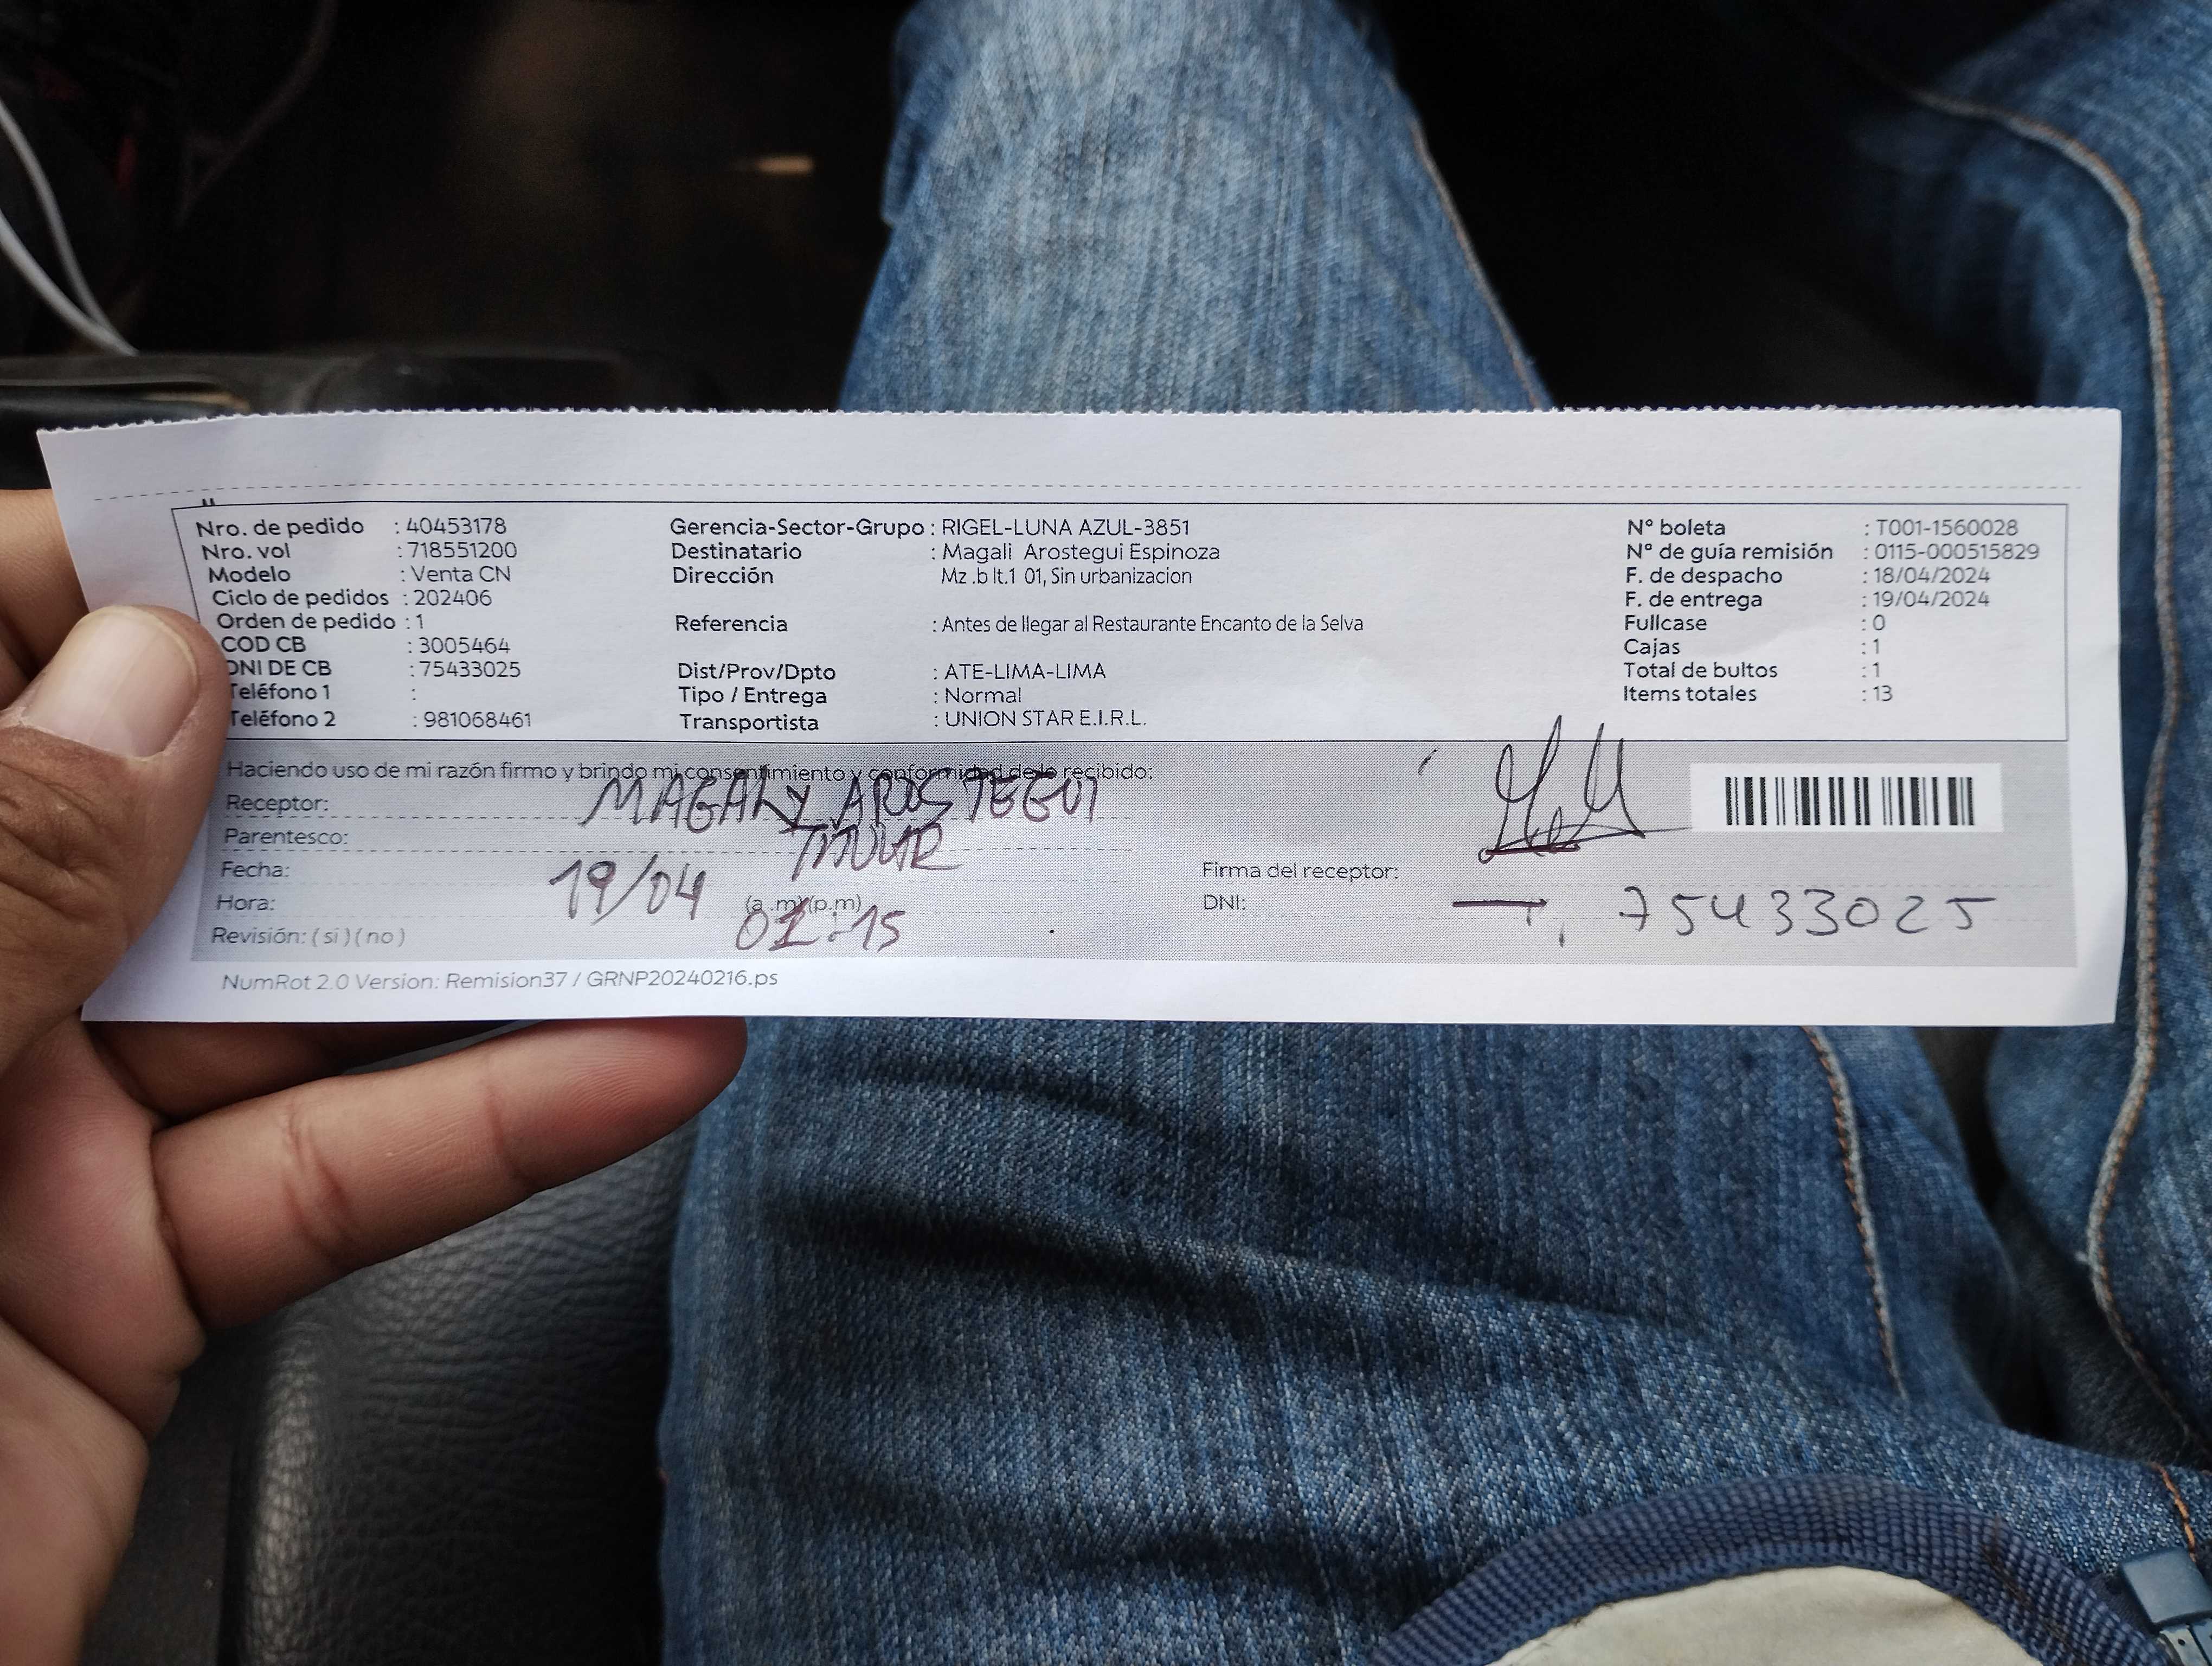 Nro. de pedido : 40453178 Gerencia-Sector-Grupo : RIGEL-LUNA AZUL-3851 N° boleta : T001-1560028
Nro. vol : 718551200 Destinatario : Magali Arostegui Espinoza N° de guía remisión : 0115-000515829
Modelo : Venta CN Dirección Mz .b lt.1 01, Sin urbanizacion F. de despacho : 18/04/2024
Ciclo de pedidos : 202406 F. de entrega : 19/04/2024
Orden de pedido : 1 Referencia : Antes de llegar al Restaurante Encanto de la Selva Fullcase : 0
COD CB : 3005464 Cajas : 1
DNI DE CB : 75433025 Dist/Prov/Dpto : ATE-LIMA-LIMA Total de bultos : 1
Teléfono 1 : Tipo / Entrega : Normal Items totales : 13
Teléfono 2 : 981068461 Transportista : UNION STAR E.I.R.L.
Haciendo uso de mi razón firmo y brindo mi consentimiento y conformidad de lo recibido:
Receptor: MAGALY AROSTEGUI
Parentesco: TITULAR
Fecha: 19/04 Firma del receptor:
Hora: (a .m)(p.m) 01:15 DNI: 75433025
Revisión: ( si ) ( no )
NumRot 2.0 Version: Remision37 / GRNP20240216.ps